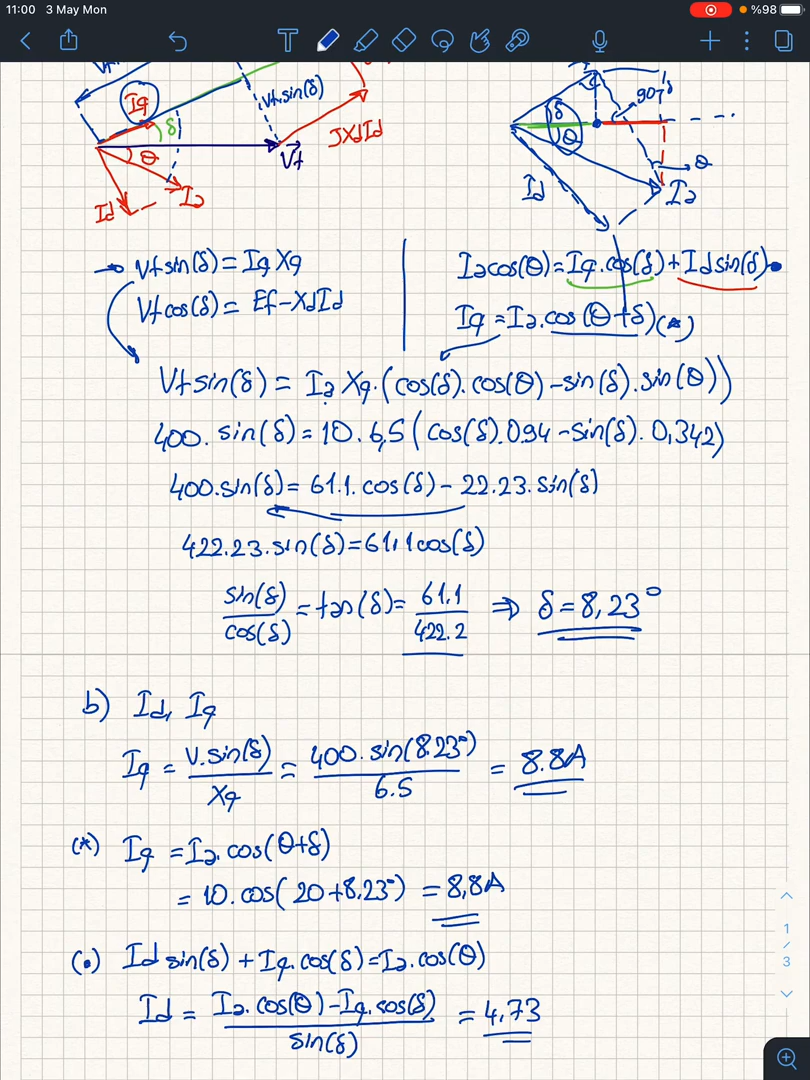 11:00 3 May Mon %98
Iq
Vt.sin(δ)
δ
θ
JXdId
Vt
Id
Ia
90-δ
δ
θ
θ
Id
Ia
Vt sin(δ) = Iq Xq
Vt cos(δ) = Ef - XdId
Ia cos(θ) = Iq.cos(δ) + Id sin(δ) •
Iq = Ia.cos(θ+δ) (*)
Vt sin(δ) = Ia Xq.(cos(δ).cos(θ) - sin(δ).sin(θ))
400. sin(δ) = 10. 6,5 (cos(δ).0.94 - sin(δ). 0,342)
400.sin(δ) = 61.1. cos(δ) - 22.23. sin(δ)
422.23.sin(δ) = 61,1 cos(δ)
sin(δ)/cos(δ) = tan(δ) = 61.1/422.2 ⇒ δ = 8,23°
b) Id, Iq
Iq = V.sin(δ)/Xq = 400. sin(8.23°)/6.5 = 8.8A
(*) Iq = Ia. cos(θ+δ)
= 10. cos(20+8,23°) = 8,8A
(•) Id sin(δ) + Iq. cos(δ) = Ia. cos(θ)
Id = Ia. cos(θ) - Iq. cos(δ)/sin(δ) = 4,73
1
/
3